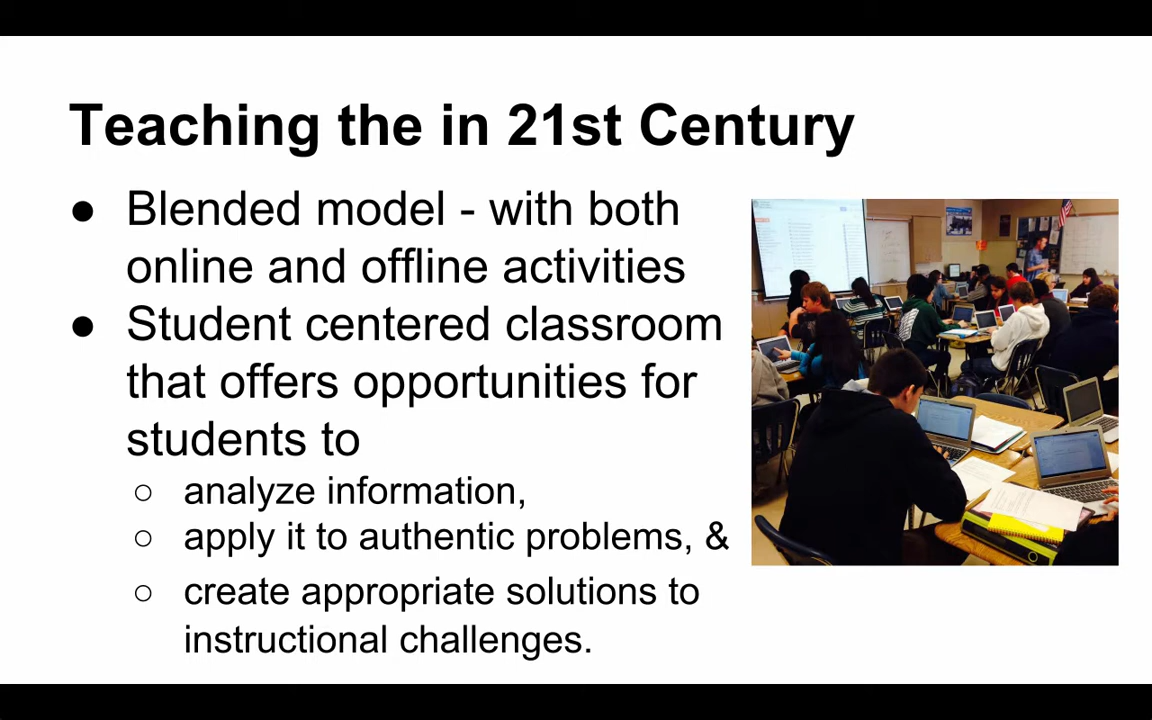 Teaching the in 21st Century
● Blended model - with both
online and offline activities
● Student centered classroom
that offers opportunities for
students to
○ analyze information,
○ apply it to authentic problems, &
○ create appropriate solutions to
instructional challenges.